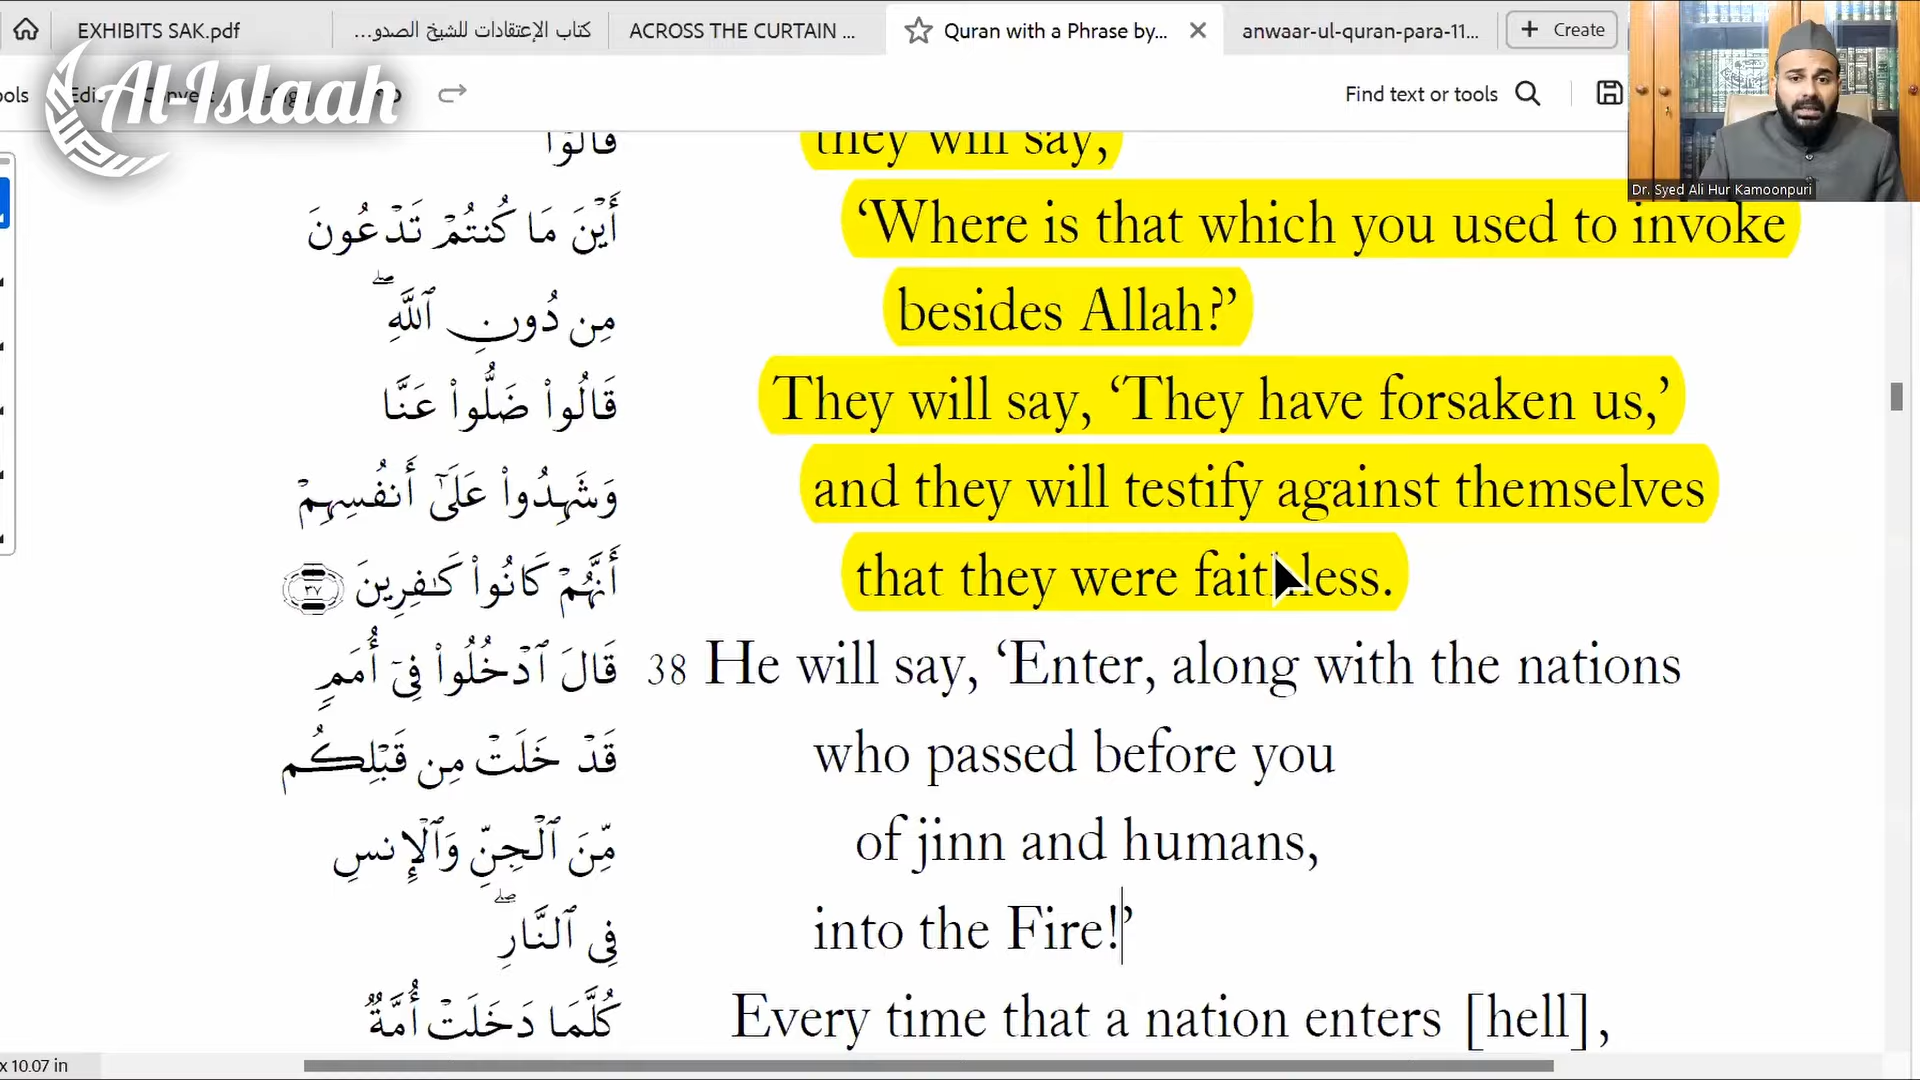 EXHIBITS SAK.pdf
كتاب الإعتقادات للشيخ الصدو...
ACROSS THE CURTAIN ...
Quran with a Phrase by...
anwaar-ul-quran-para-11...
Create
Al-Islaah
Find text or tools
Dr. Syed Ali Hur Kamoonpuri
قَالُوٓا۟
they will say,
أَيْنَ مَا كُنتُمْ تَدْعُونَ
‘Where is that which you used to invoke
مِن دُونِ ٱللَّهِ ۖ
besides Allah?’
قَالُوا۟ ضَلُّوا۟ عَنَّا
They will say, ‘They have forsaken us,’
وَشَهِدُوا۟ عَلَىٰٓ أَنفُسِهِمْ
and they will testify against themselves
أَنَّهُمْ كَانُوا۟ كَـٰفِرِينَ ٣٧
that they were faithless.
قَالَ ٱدْخُلُوا۟ فِىٓ أُمَمٍ
38 He will say, ‘Enter, along with the nations
قَدْ خَلَتْ مِن قَبْلِكُم
who passed before you
مِّنَ ٱلْجِنِّ وَٱلْإِنسِ
of jinn and humans,
فِى ٱلنَّارِ ۖ
into the Fire!’
كُلَّمَا دَخَلَتْ أُمَّةٌ
Every time that a nation enters [hell],
x 10.07 in